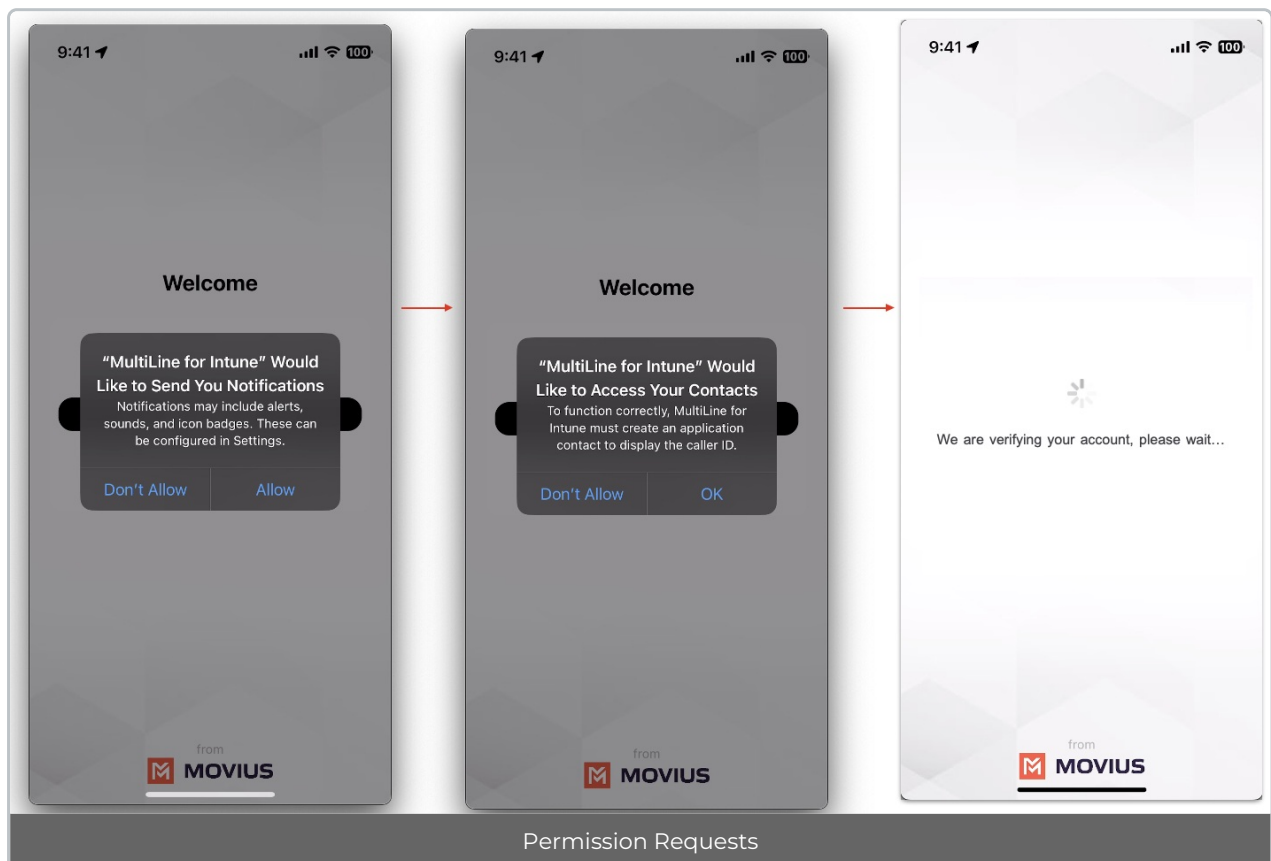 9:41
100
Welcome
“MultiLine for Intune” Would
Like to Send You Notifications
Notifications may include alerts,
sounds, and icon badges. These can
be configured in Settings.
Don’t Allow
Allow
from
MOVIUS
9:41
100
Welcome
“MultiLine for Intune” Would
Like to Access Your Contacts
To function correctly, MultiLine for
Intune must create an application
contact to display the caller ID.
Don’t Allow
OK
from
MOVIUS
9:41
100
We are verifying your account, please wait...
from
MOVIUS
Permission Requests